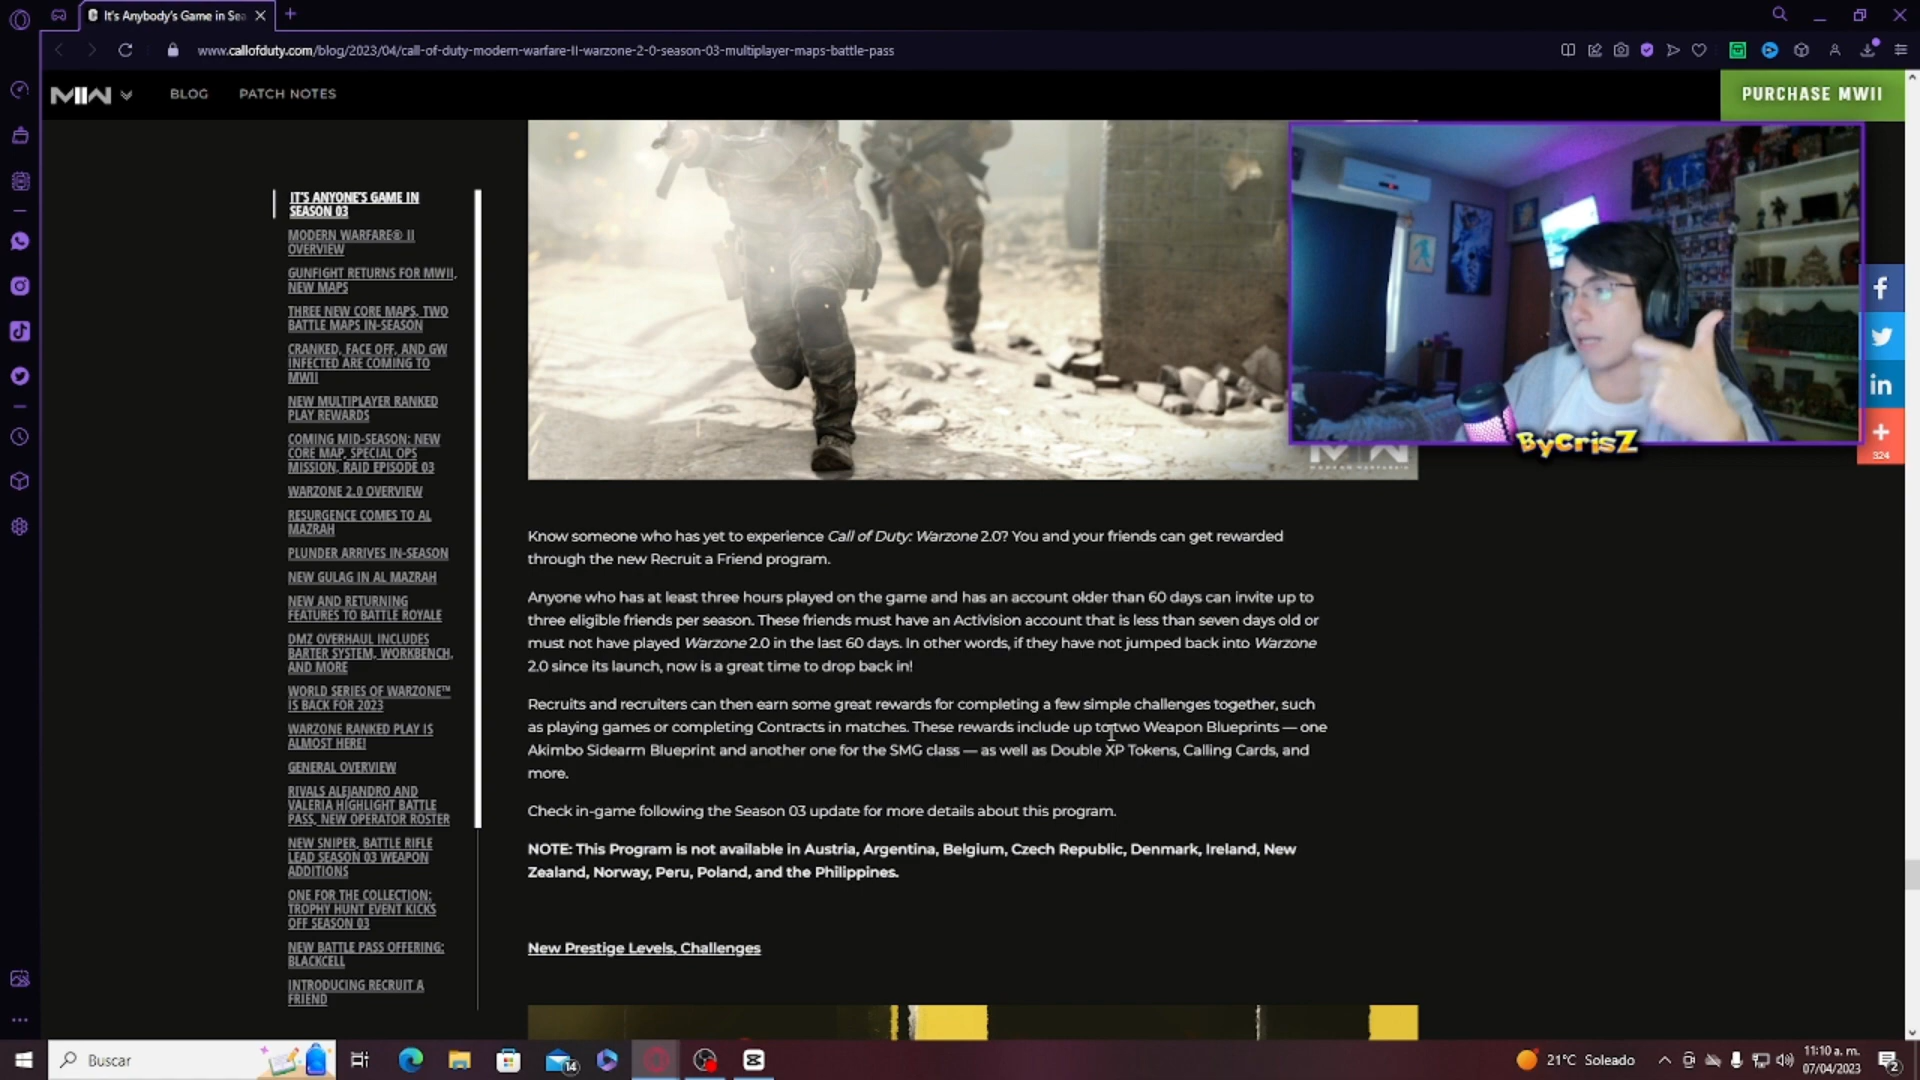 It's Anybody's Game in Sea
www.callofduty.com/blog/2023/04/call-of-duty-modern-warfare-II-warzone-2-0-season-03-multiplayer-maps-battle-pass
MWII
BLOG
PATCH NOTES
PURCHASE MWII
IT'S ANYONE'S GAME IN
SEASON 03
MODERN WARFARE® II
OVERVIEW
GUNFIGHT RETURNS FOR MWII,
NEW MAPS
THREE NEW CORE MAPS, TWO
BATTLE MAPS IN-SEASON
CRANKED, FACE OFF, AND GW
INFECTED ARE COMING TO
MWII
NEW MULTIPLAYER RANKED
PLAY REWARDS
COMING MID-SEASON: NEW
CORE MAP, SPECIAL OPS
MISSION, RAID EPISODE 03
WARZONE 2.0 OVERVIEW
RESURGENCE COMES TO AL
MAZRAH
PLUNDER ARRIVES IN-SEASON
NEW GULAG IN AL MAZRAH
NEW AND RETURNING
FEATURES TO BATTLE ROYALE
DMZ OVERHAUL INCLUDES
BARTER SYSTEM, WORKBENCH,
AND MORE
WORLD SERIES OF WARZONE™
IS BACK FOR 2023
WARZONE RANKED PLAY IS
ALMOST HERE!
GENERAL OVERVIEW
RIVALS ALEJANDRO AND
VALERIA HIGHLIGHT BATTLE
PASS, NEW OPERATOR ROSTER
NEW SNIPER, BATTLE RIFLE
LEAD SEASON 03 WEAPON
ADDITIONS
ONE FOR THE COLLECTION:
TROPHY HUNT EVENT KICKS
OFF SEASON 03
NEW BATTLE PASS OFFERING:
BLACKCELL
INTRODUCING RECRUIT A
FRIEND
ByCrisZ
324
Know someone who has yet to experience Call of Duty: Warzone 2.0? You and your friends can get rewarded
through the new Recruit a Friend program.
Anyone who has at least three hours played on the game and has an account older than 60 days can invite up to
three eligible friends per season. These friends must have an Activision account that is less than seven days old or
must not have played Warzone 2.0 in the last 60 days. In other words, if they have not jumped back into Warzone
2.0 since its launch, now is a great time to drop back in!
Recruits and recruiters can then earn some great rewards for completing a few simple challenges together, such
as playing games or completing Contracts in matches. These rewards include up to two Weapon Blueprints — one
Akimbo Sidearm Blueprint and another one for the SMG class — as well as Double XP Tokens, Calling Cards, and
more.
Check in-game following the Season 03 update for more details about this program.
NOTE: This Program is not available in Austria, Argentina, Belgium, Czech Republic, Denmark, Ireland, New
Zealand, Norway, Peru, Poland, and the Philippines.
New Prestige Levels, Challenges
Buscar
14
21°C Soleado
11:10 a. m.
07/04/2023
2